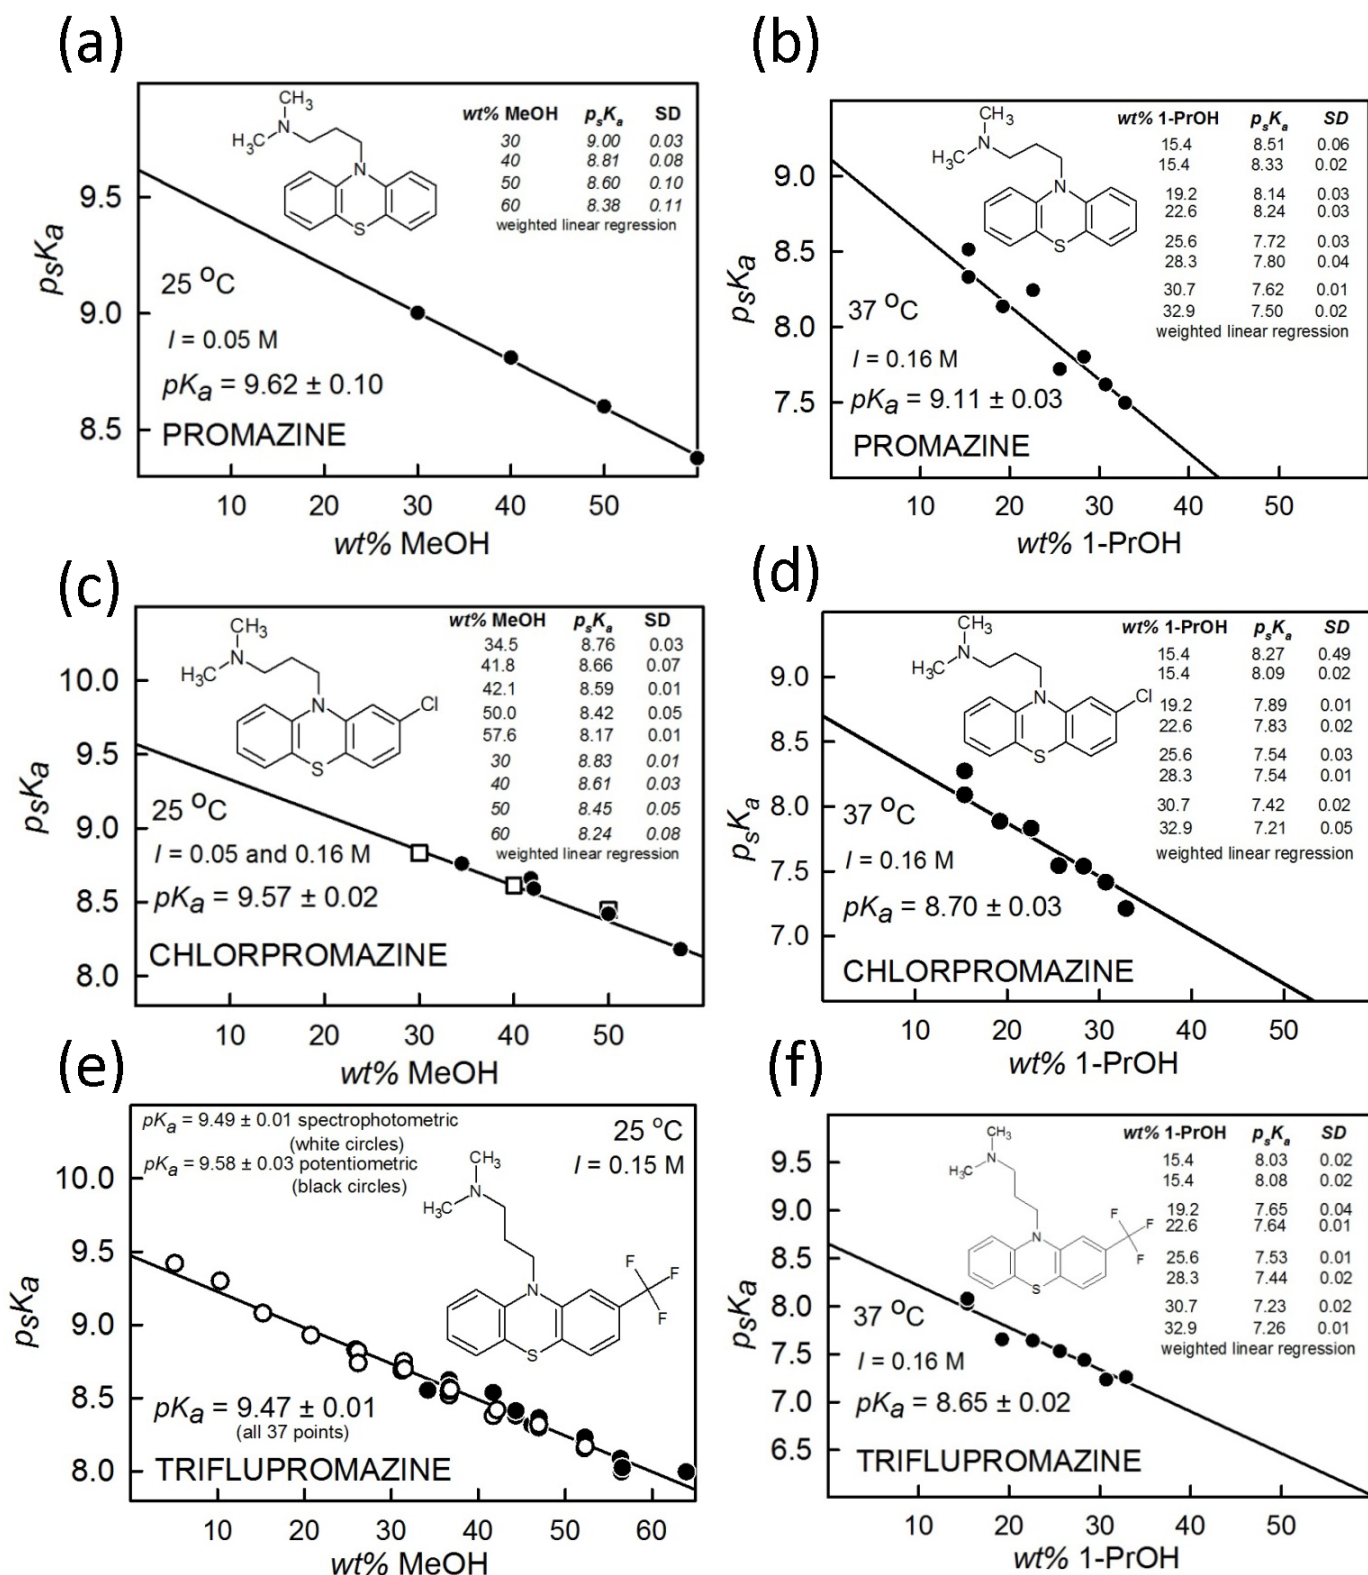 (a)
CH3
H3C
N
N
S
wt% MeOH psKa SD
30 9.00 0.03
40 8.81 0.08
50 8.60 0.10
60 8.38 0.11
weighted linear regression
9.5
9.0
8.5
psKa
25 °C
I = 0.05 M
pKa = 9.62 ± 0.10
PROMAZINE
10 20 30 40 50
wt% MeOH
(b)
CH3
H3C
N
N
S
wt% 1-PrOH psKa SD
15.4 8.51 0.06
15.4 8.33 0.02
19.2 8.14 0.03
22.6 8.24 0.03
25.6 7.72 0.03
28.3 7.80 0.04
30.7 7.62 0.01
32.9 7.50 0.02
weighted linear regression
9.0
8.5
8.0
7.5
psKa
37 °C
I = 0.16 M
pKa = 9.11 ± 0.03
PROMAZINE
10 20 30 40 50
wt% 1-PrOH
(c)
CH3
H3C
N
N
Cl
S
wt% MeOH psKa SD
34.5 8.76 0.03
41.8 8.66 0.07
42.1 8.59 0.01
50.0 8.42 0.05
57.6 8.17 0.01
30 8.83 0.01
40 8.61 0.03
50 8.45 0.05
60 8.24 0.08
weighted linear regression
10.0
9.5
9.0
8.5
8.0
psKa
25 °C
I = 0.05 and 0.16 M
pKa = 9.57 ± 0.02
CHLORPROMAZINE
10 20 30 40 50
wt% MeOH
(d)
CH3
H3C
N
N
Cl
S
wt% 1-PrOH psKa SD
15.4 8.27 0.49
15.4 8.09 0.02
19.2 7.89 0.01
22.6 7.83 0.02
25.6 7.54 0.03
28.3 7.54 0.01
30.7 7.42 0.02
32.9 7.21 0.05
weighted linear regression
9.0
8.5
8.0
7.5
7.0
psKa
37 °C
I = 0.16 M
pKa = 8.70 ± 0.03
CHLORPROMAZINE
10 20 30 40 50
wt% 1-PrOH
(e)
pKa = 9.49 ± 0.01 spectrophotometric
(white circles)
pKa = 9.58 ± 0.03 potentiometric
(black circles)
25 °C
I = 0.15 M
CH3
H3C
N
N
F
F
F
S
10.0
9.5
9.0
8.5
8.0
psKa
pKa = 9.47 ± 0.01
(all 37 points)
TRIFLUPROMAZINE
10 20 30 40 50 60
wt% MeOH
(f)
CH3
H3C
N
N
F
F
F
S
wt% 1-PrOH psKa SD
15.4 8.03 0.02
15.4 8.08 0.02
19.2 7.65 0.04
22.6 7.64 0.01
25.6 7.53 0.01
28.3 7.44 0.02
30.7 7.23 0.02
32.9 7.26 0.01
weighted linear regression
9.5
9.0
8.5
8.0
7.5
7.0
6.5
psKa
37 °C
I = 0.16 M
pKa = 8.65 ± 0.02
TRIFLUPROMAZINE
10 20 30 40 50
wt% 1-PrOH